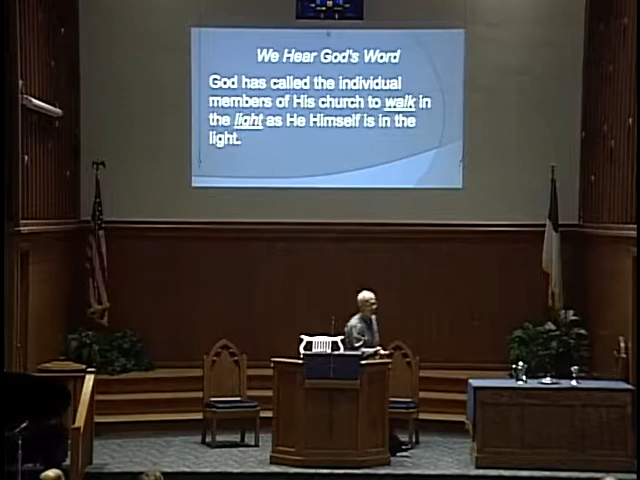 We Hear God's Word
God has called the individual
members of His church to walk in
the light as He Himself is in the
light.